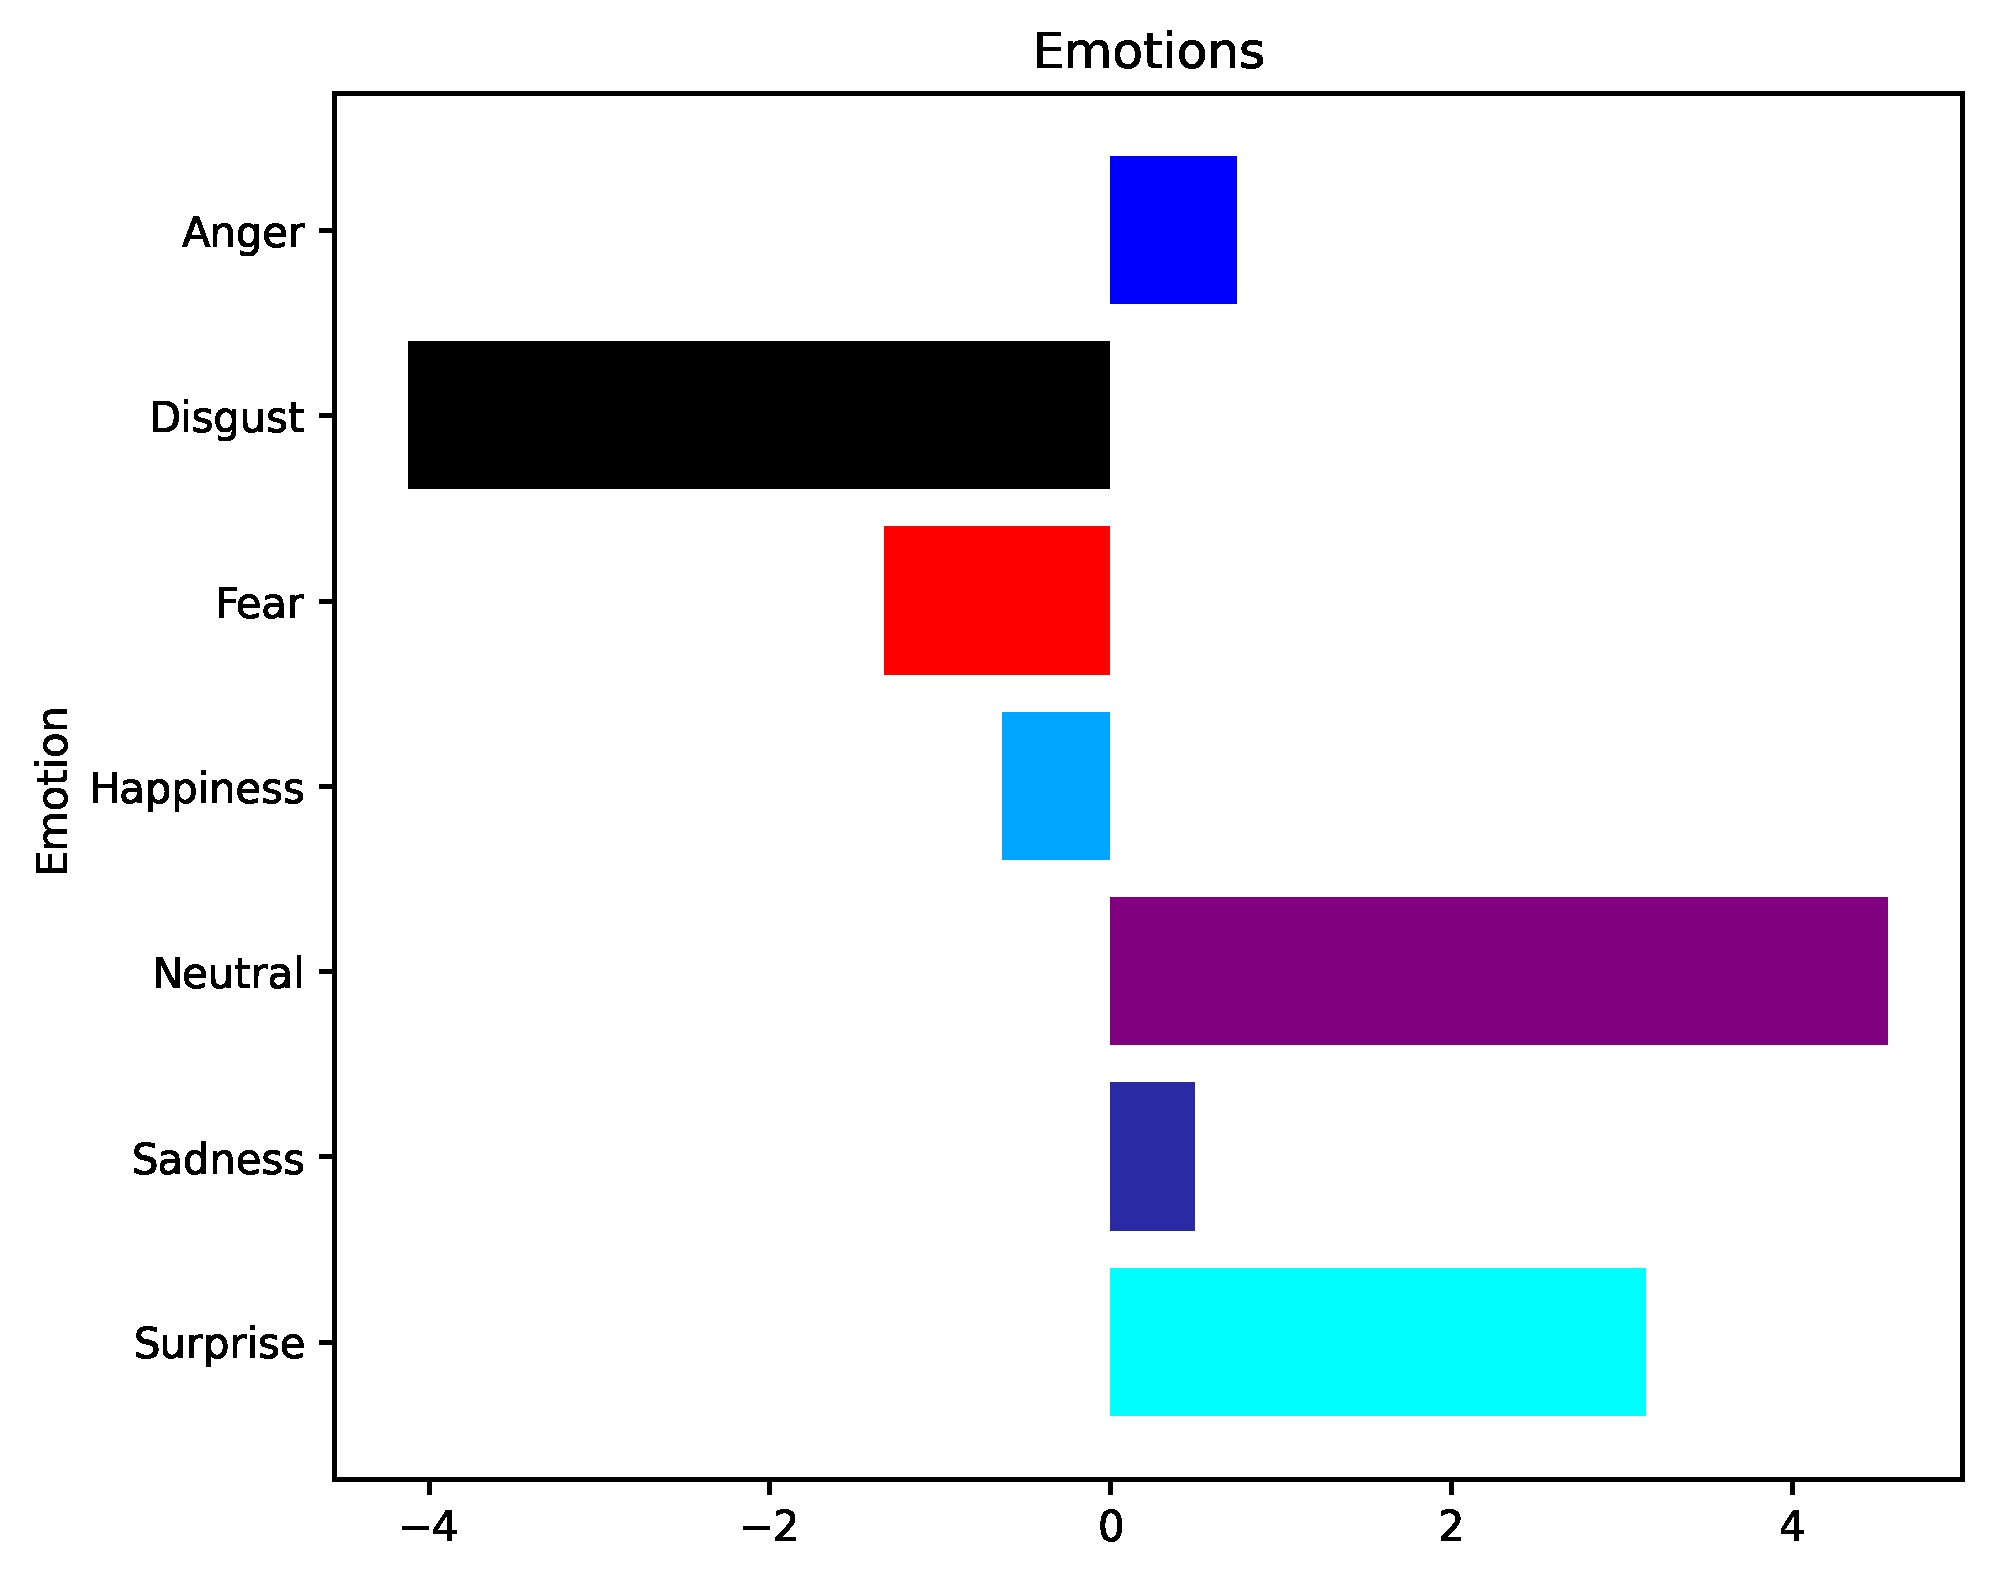 Emotions
Anger
Disgust
Fear
Happiness
Neutral
Sadness
Surprise
Emotion
−4 −2 0 2 4